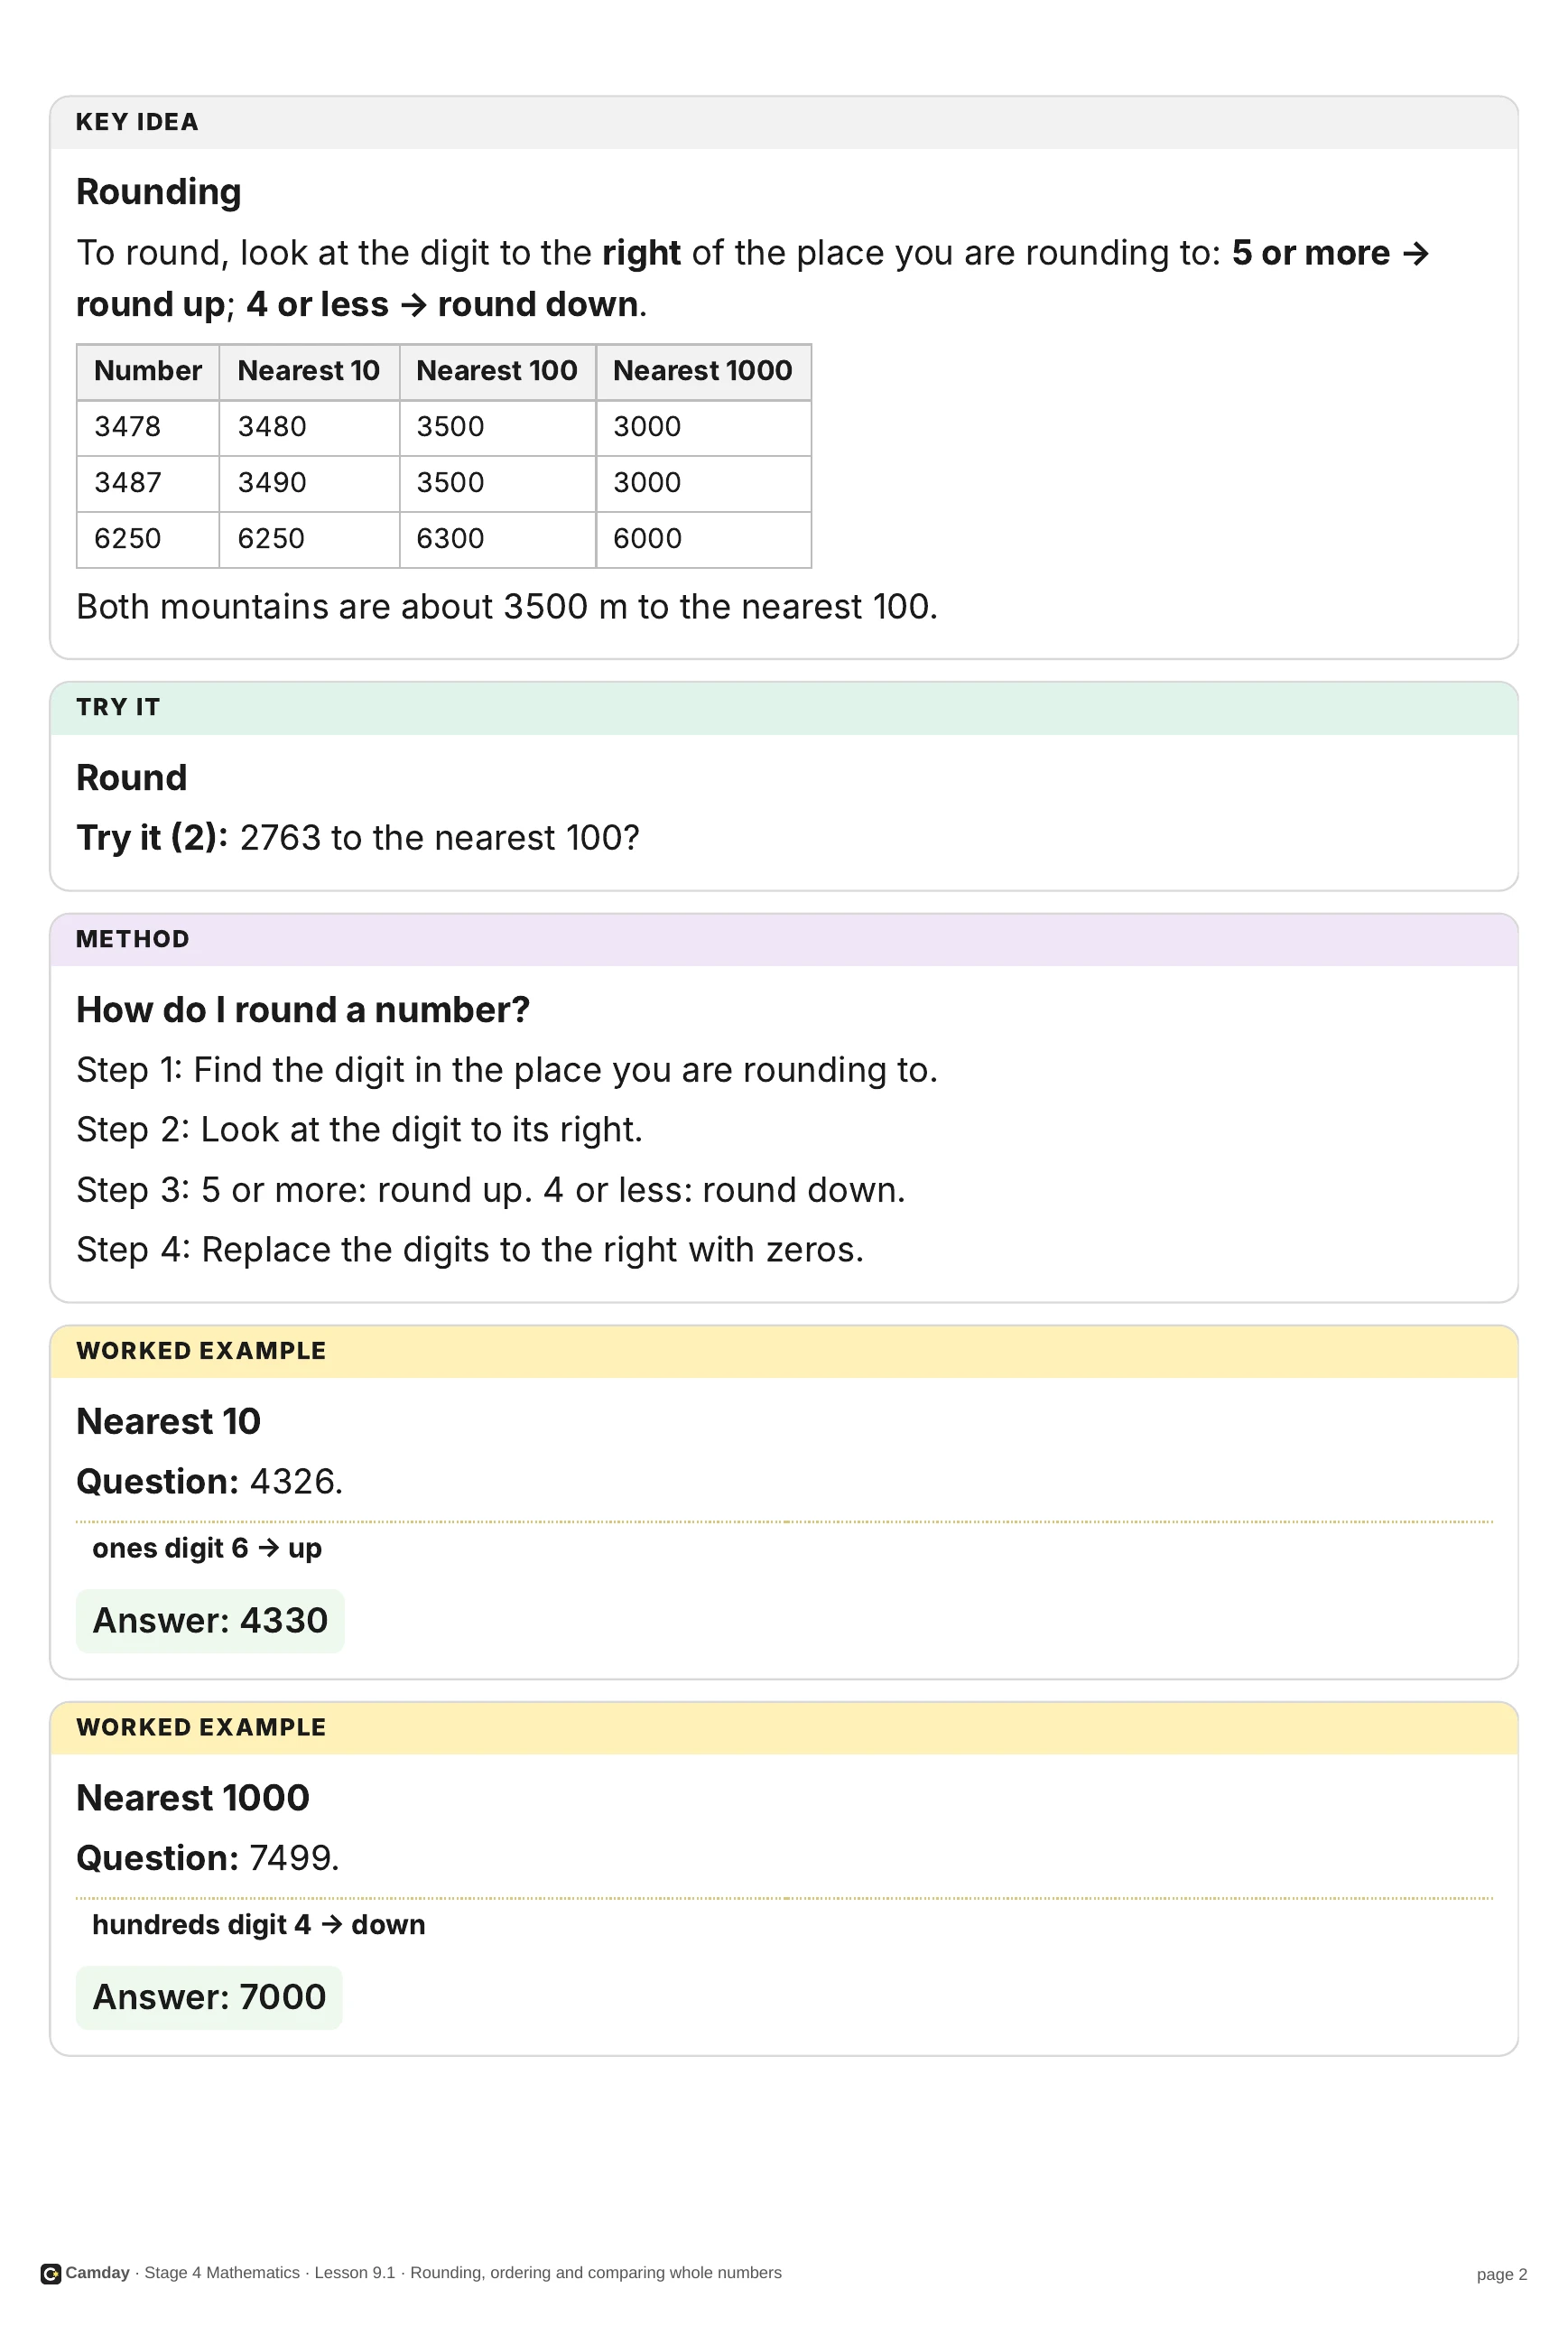 KEY IDEA
Rounding
To round, look at the digit to the right of the place you are rounding to: 5 or more →
round up; 4 or less → round down.
Number Nearest 10 Nearest 100 Nearest 1000
3478 3480 3500 3000
3487 3490 3500 3000
6250 6250 6300 6000
Both mountains are about 3500 m to the nearest 100.
TRY IT
Round
Try it (2): 2763 to the nearest 100?
METHOD
How do I round a number?
Step 1: Find the digit in the place you are rounding to.
Step 2: Look at the digit to its right.
Step 3: 5 or more: round up. 4 or less: round down.
Step 4: Replace the digits to the right with zeros.
WORKED EXAMPLE
Nearest 10
Question: 4326.
ones digit 6 → up
Answer: 4330
WORKED EXAMPLE
Nearest 1000
Question: 7499.
hundreds digit 4 → down
Answer: 7000
Camday · Stage 4 Mathematics · Lesson 9.1 · Rounding, ordering and comparing whole numbers
page 2